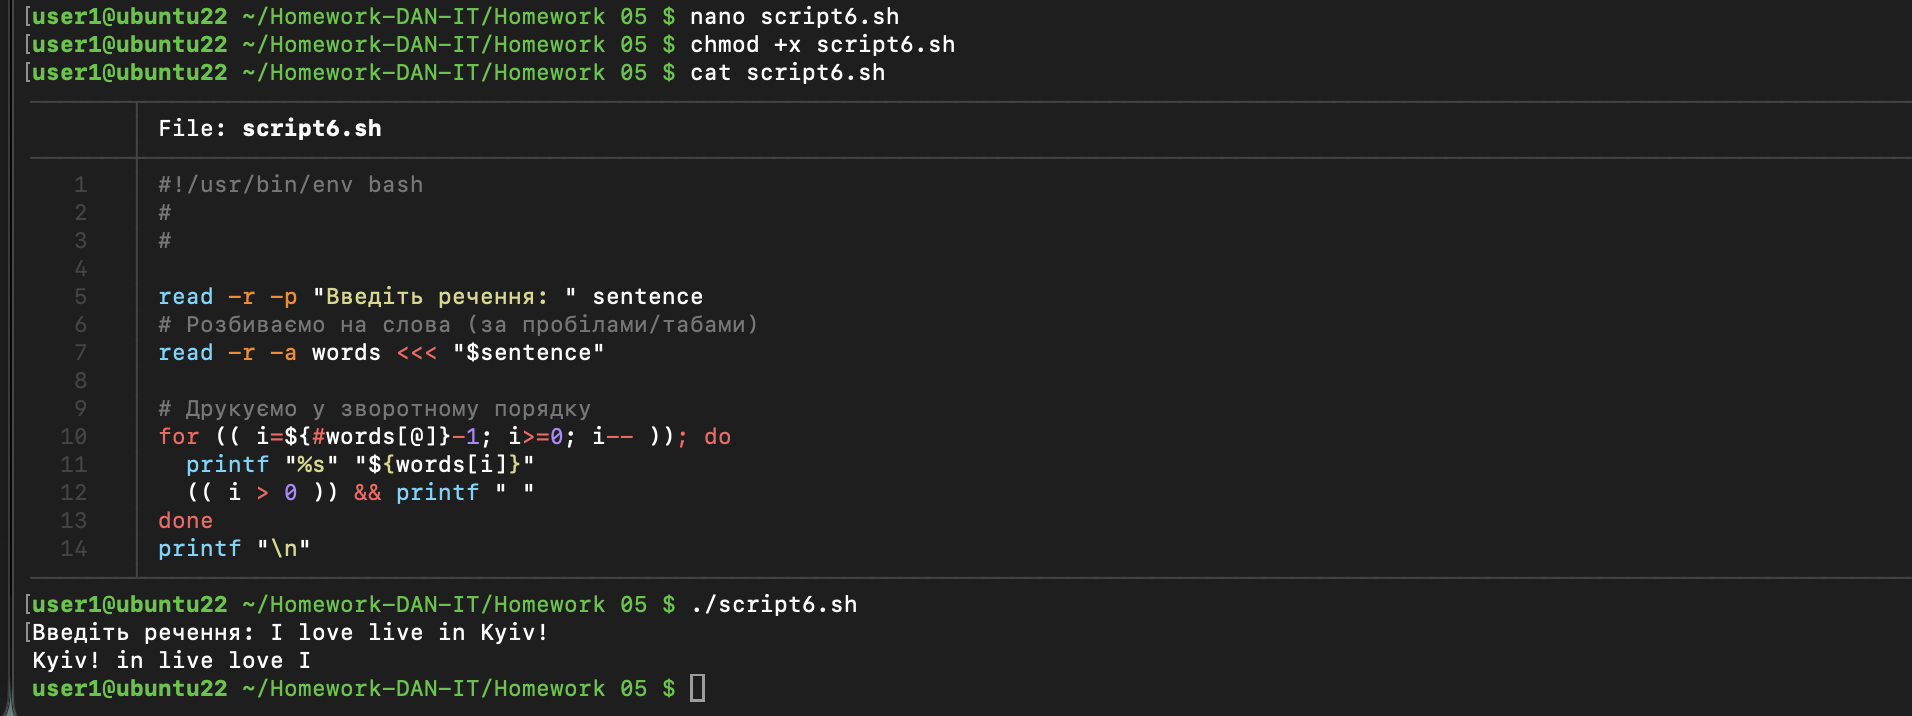 [user1@ubuntu22 ~/Homework-DAN-IT/Homework 05 $ nano script6.sh
[user1@ubuntu22 ~/Homework-DAN-IT/Homework 05 $ chmod +x script6.sh
[user1@ubuntu22 ~/Homework-DAN-IT/Homework 05 $ cat script6.sh
File: script6.sh
1 #!/usr/bin/env bash
2 #
3 #
4
5 read -r -p "Введіть речення: " sentence
6 # Розбиваємо на слова (за пробілами/табами)
7 read -r -a words <<< "$sentence"
8
9 # Друкуємо у зворотному порядку
10 for (( i=${#words[@]}-1; i>=0; i-- )); do
11   printf "%s" "${words[i]}"
12   (( i > 0 )) && printf " "
13 done
14 printf "\n"
[user1@ubuntu22 ~/Homework-DAN-IT/Homework 05 $ ./script6.sh
[Введіть речення: I love live in Kyiv!
Kyiv! in live love I
user1@ubuntu22 ~/Homework-DAN-IT/Homework 05 $